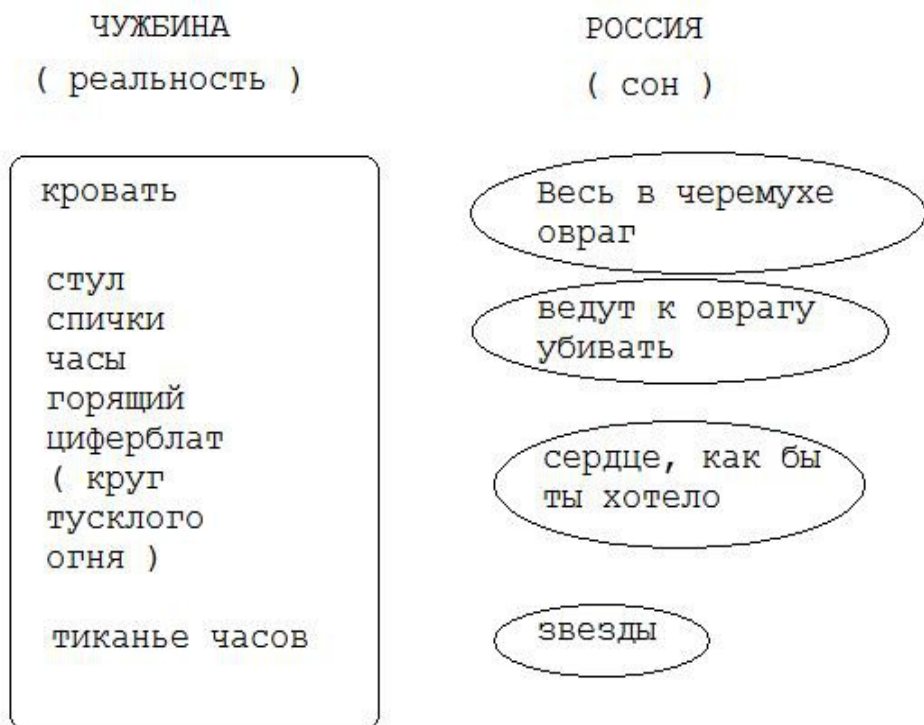 ЧУЖБИНА
( реальность )
кровать
стул
спички
часы
горящий
циферблат
( круг
тусклого
огня )
тиканье часов
РОССИЯ
( сон )
Весь в черемухе
овраг
ведут к оврагу
убивать
сердце, как бы
ты хотело
звезды